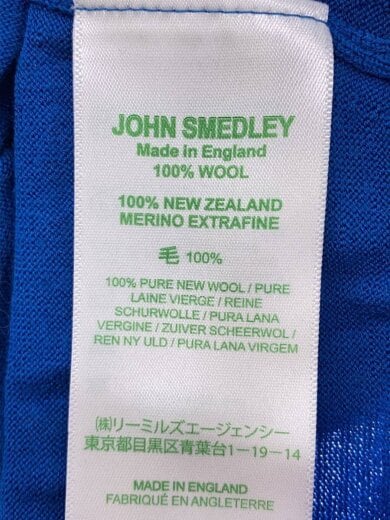 JOHN SMEDLEY
Made in England
100% WOOL
100% NEW ZEALAND
MERINO EXTRAFINE
毛 100%
100% PURE NEW WOOL / PURE
LAINE VIERGE / REINE
SCHURWOLLE / PURA LANA
VERGINE / ZUIVER SCHEERWOL /
REN NY ULD / PURA LANA VIRGEM
㈱リーミルズエージェンシー
東京都目黒区青葉台1-19-14
MADE IN ENGLAND
FABRIQUÉ EN ANGLETERRE